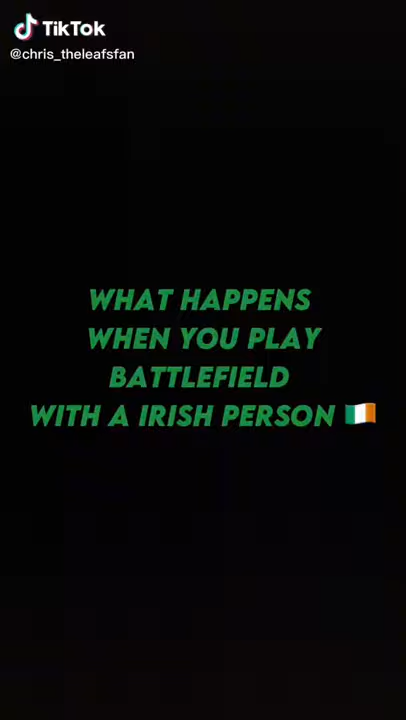 TikTok
@chris_theleafsfan
WHAT HAPPENS
WHEN YOU PLAY
BATTLEFIELD
WITH A IRISH PERSON 🇮🇪